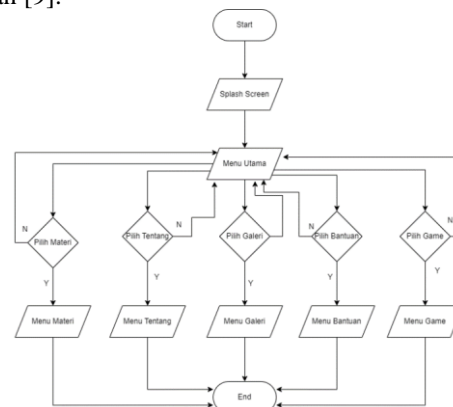 [9].
Start
Splash Screen
Menu Utama
N
N
N
N
Pilih Materi
Pilih Tentang
Pilih Galeri
Pilih Bantuan
Pilih Game
Y
Y
Y
Y
Y
Menu Materi
Menu Tentang
Menu Galeri
Menu Bantuan
Menu Game
End